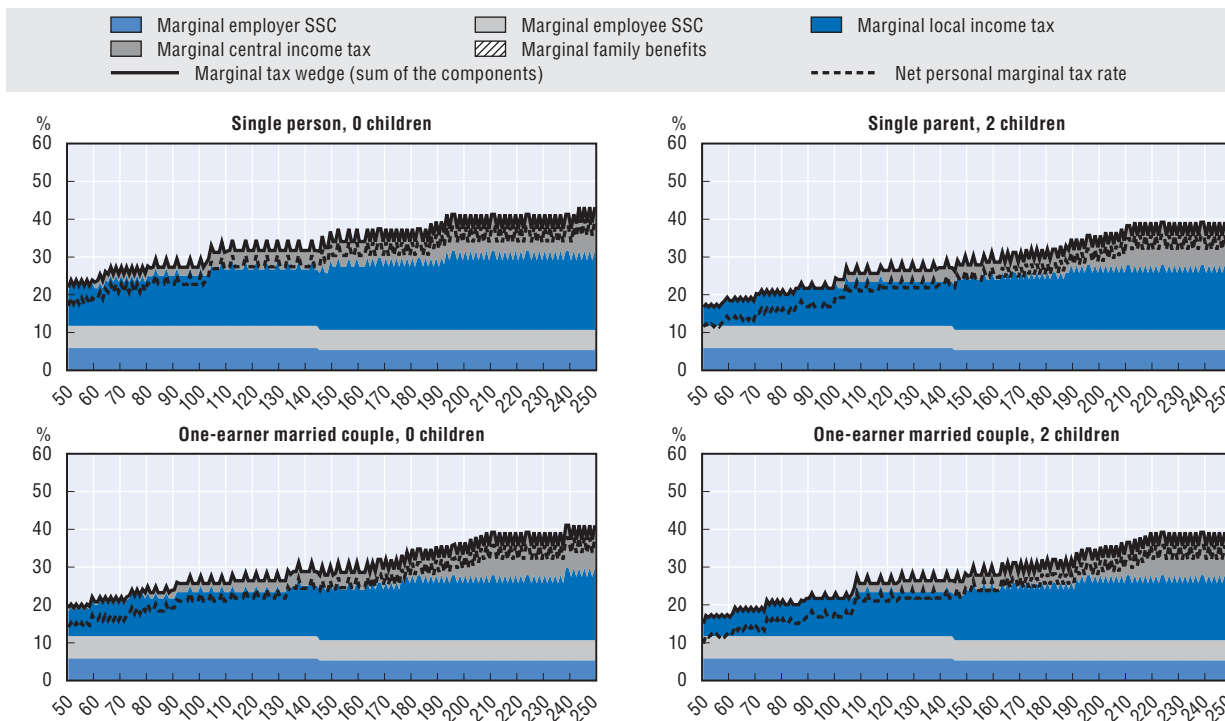 Marginal employer SSC Marginal employee SSC Marginal local income tax
Marginal central income tax Marginal family benefits
Marginal tax wedge (sum of the components) Net personal marginal tax rate
% Single person, 0 children
60
50
40
30
20
10
0
50 60 70 80 90 100 110 120 130 140 150 160 170 180 190 200 210 220 230 240 250
% Single parent, 2 children
60
50
40
30
20
10
0
50 60 70 80 90 100 110 120 130 140 150 160 170 180 190 200 210 220 230 240 250
% One-earner married couple, 0 children
60
50
40
30
20
10
0
50 60 70 80 90 100 110 120 130 140 150 160 170 180 190 200 210 220 230 240 250
% One-earner married couple, 2 children
60
50
40
30
20
10
0
50 60 70 80 90 100 110 120 130 140 150 160 170 180 190 200 210 220 230 240 250